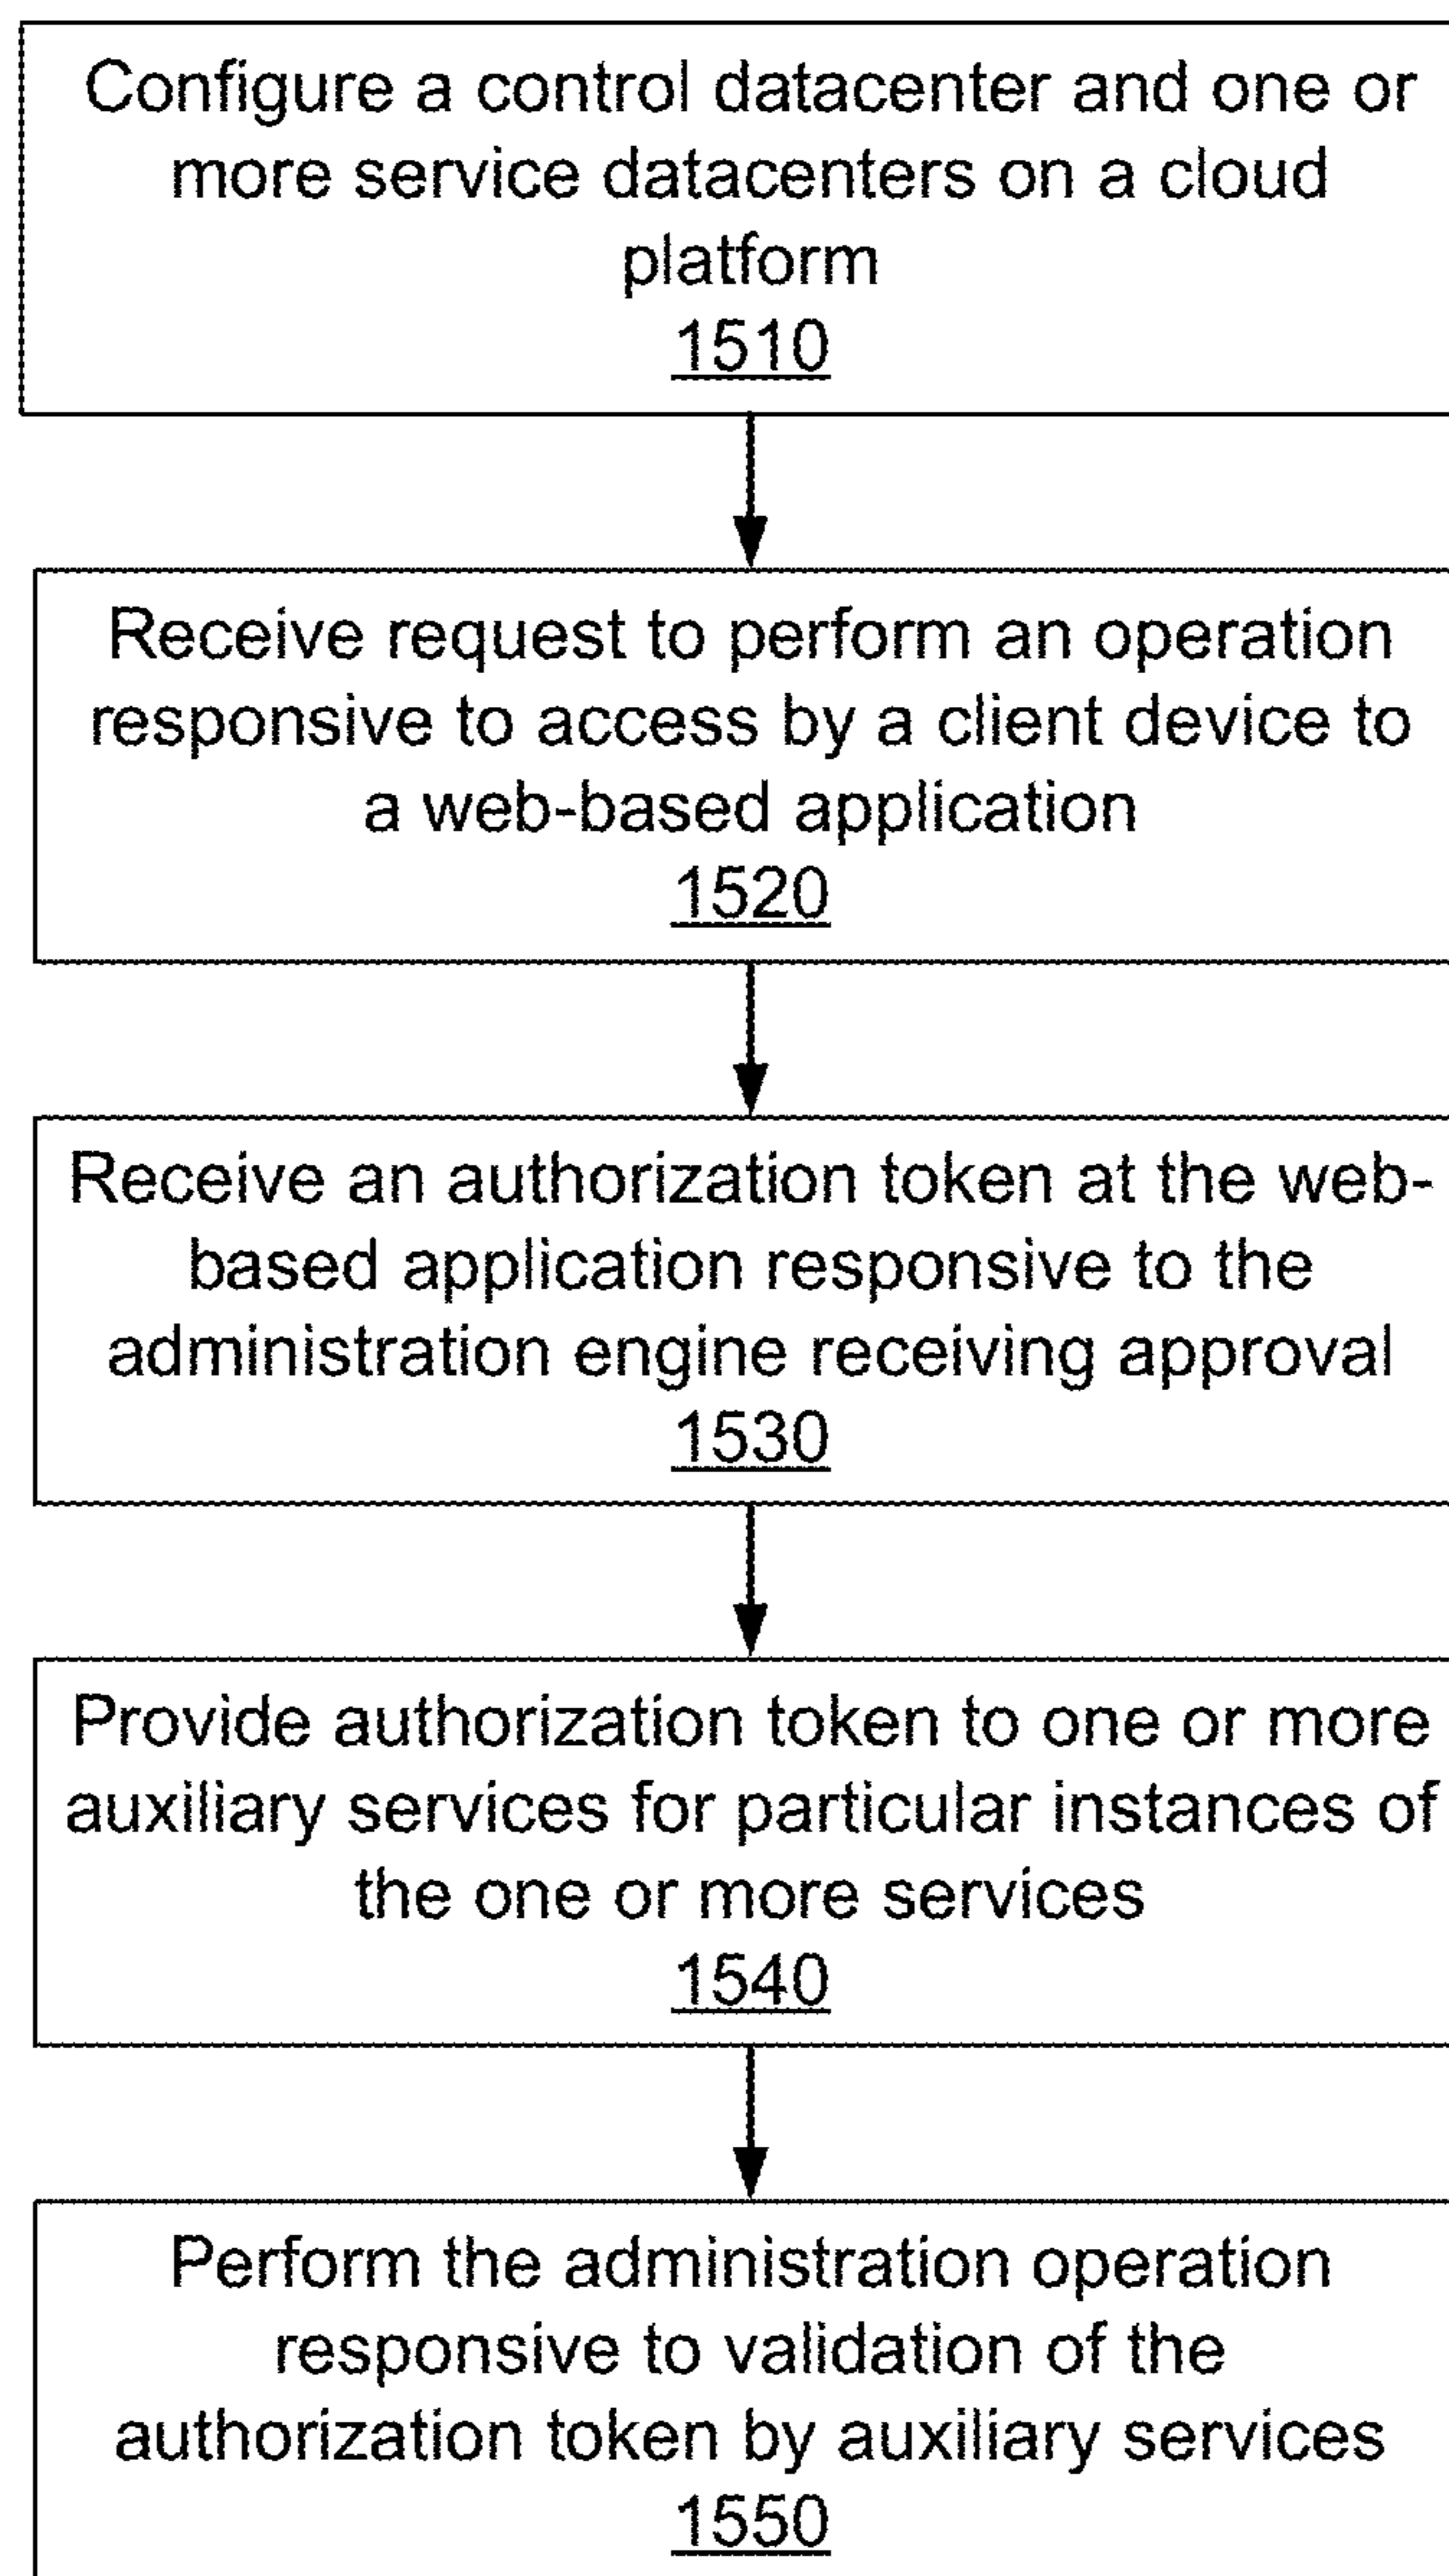 Configure a control datacenter and one or
more service datacenters on a cloud
platform
1510
Receive request to perform an operation
responsive to access by a client device to
a web-based application
1520
Receive an authorization token at the web-
based application responsive to the
administration engine receiving approval
1530
Provide authorization token to one or more
auxiliary services for particular instances of
the one or more services
1540
Perform the administration operation
responsive to validation of the
authorization token by auxiliary services
1550